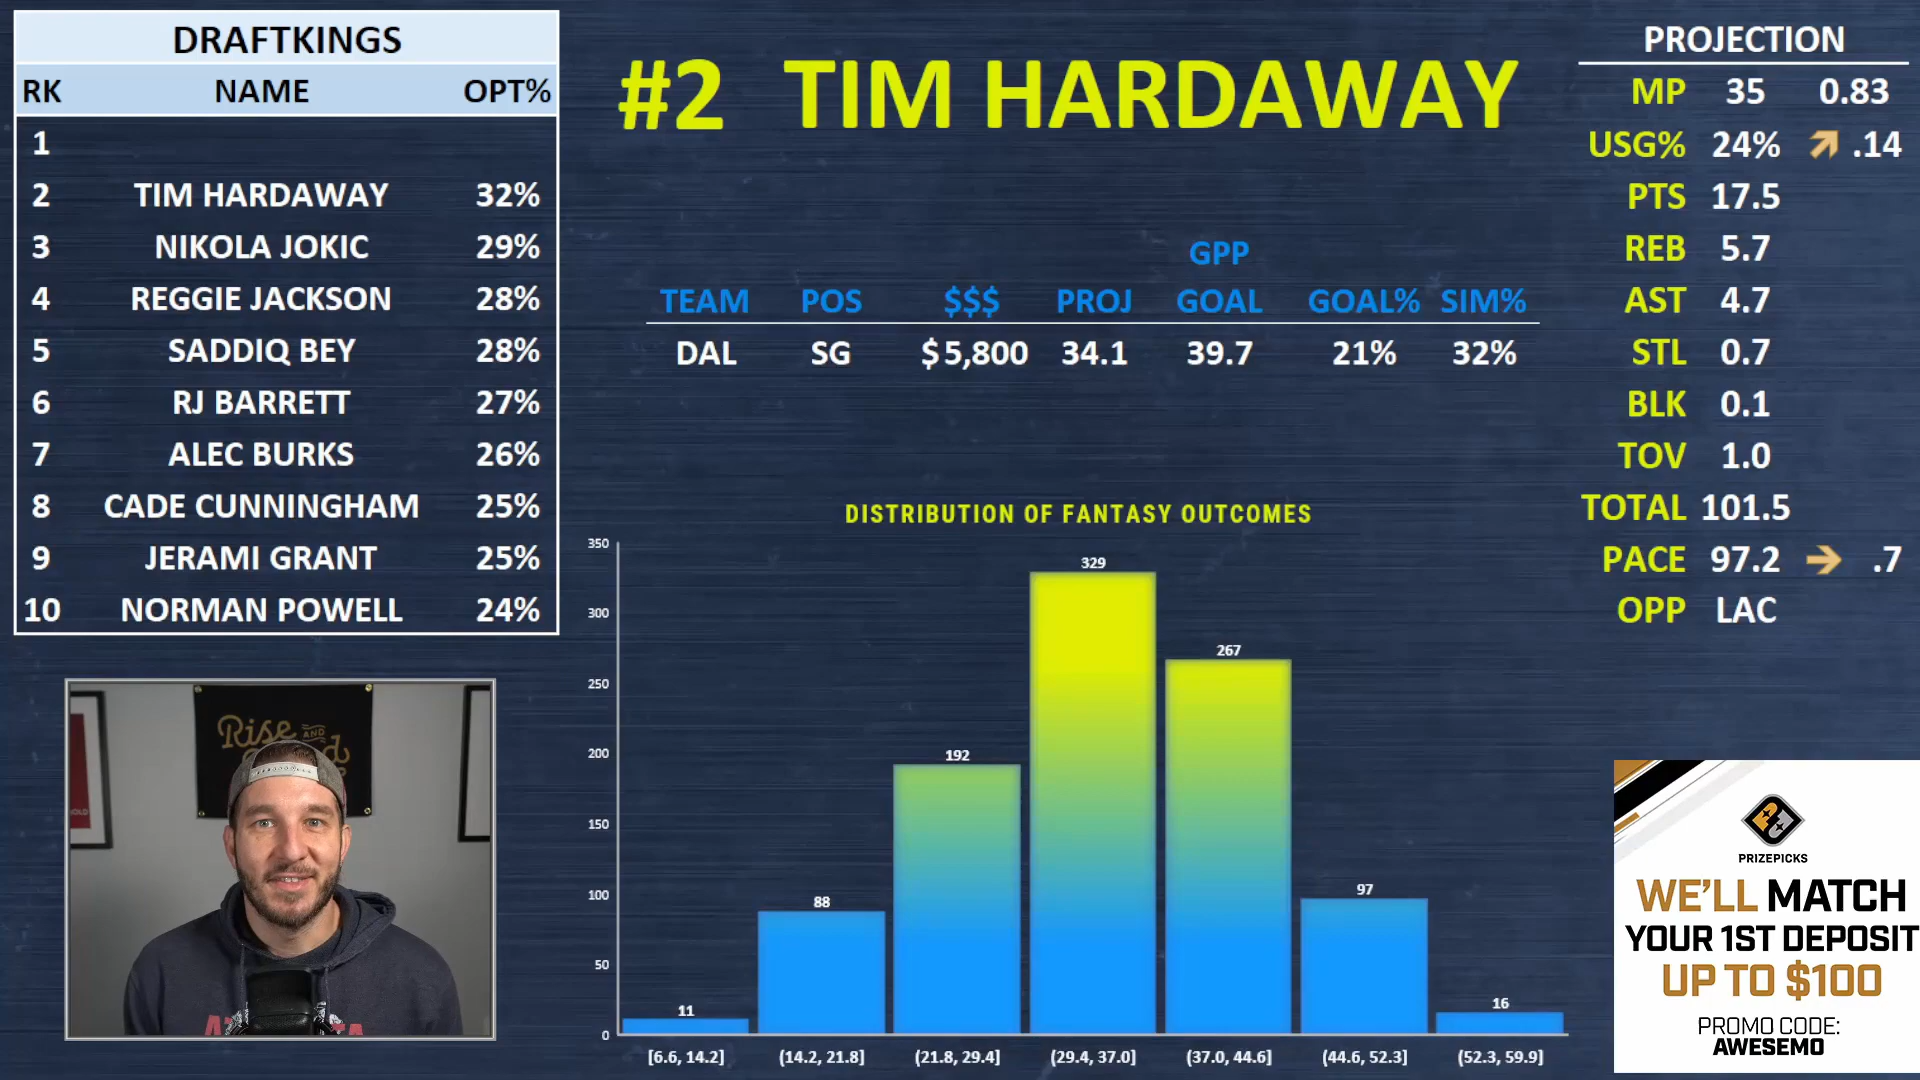 DRAFTKINGS
RK NAME OPT%
1
2 TIM HARDAWAY 32%
3 NIKOLA JOKIC 29%
4 REGGIE JACKSON 28%
5 SADDIQ BEY 28%
6 RJ BARRETT 27%
7 ALEC BURKS 26%
8 CADE CUNNINGHAM 25%
9 JERAMI GRANT 25%
10 NORMAN POWELL 24%
#2 TIM HARDAWAY
GPP
TEAM POS $$$ PROJ GOAL GOAL% SIM%
DAL SG $5,800 34.1 39.7 21% 32%
DISTRIBUTION OF FANTASY OUTCOMES
350
300
250
200
150
100
50
0
11 88 192 329 267 97 16
[6.6, 14.2] (14.2, 21.8] (21.8, 29.4] (29.4, 37.0] (37.0, 44.6] (44.6, 52.3] (52.3, 59.9]
PROJECTION
MP 35 0.83
USG% 24% .14
PTS 17.5
REB 5.7
AST 4.7
STL 0.7
BLK 0.1
TOV 1.0
TOTAL 101.5
PACE 97.2 .7
OPP LAC
Rise AND
PRIZEPICKS
WE'LL MATCH
YOUR 1ST DEPOSIT
UP TO $100
PROMO CODE:
AWESEMO